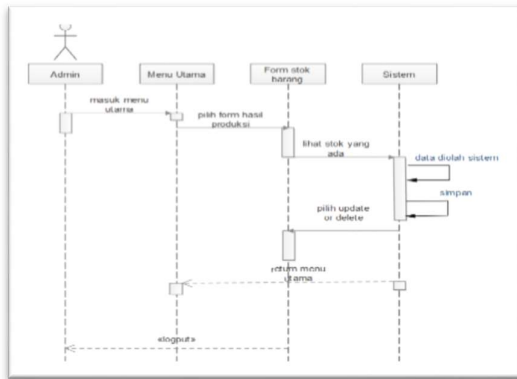 Admin
Menu Utama
Form stok
barang
Sistem
masuk menu
utama
pilih form hasil
produksi
lihat stok yang
ada
data diolah sistem
simpan
pilih update
or delete
return menu
utama
«logput»